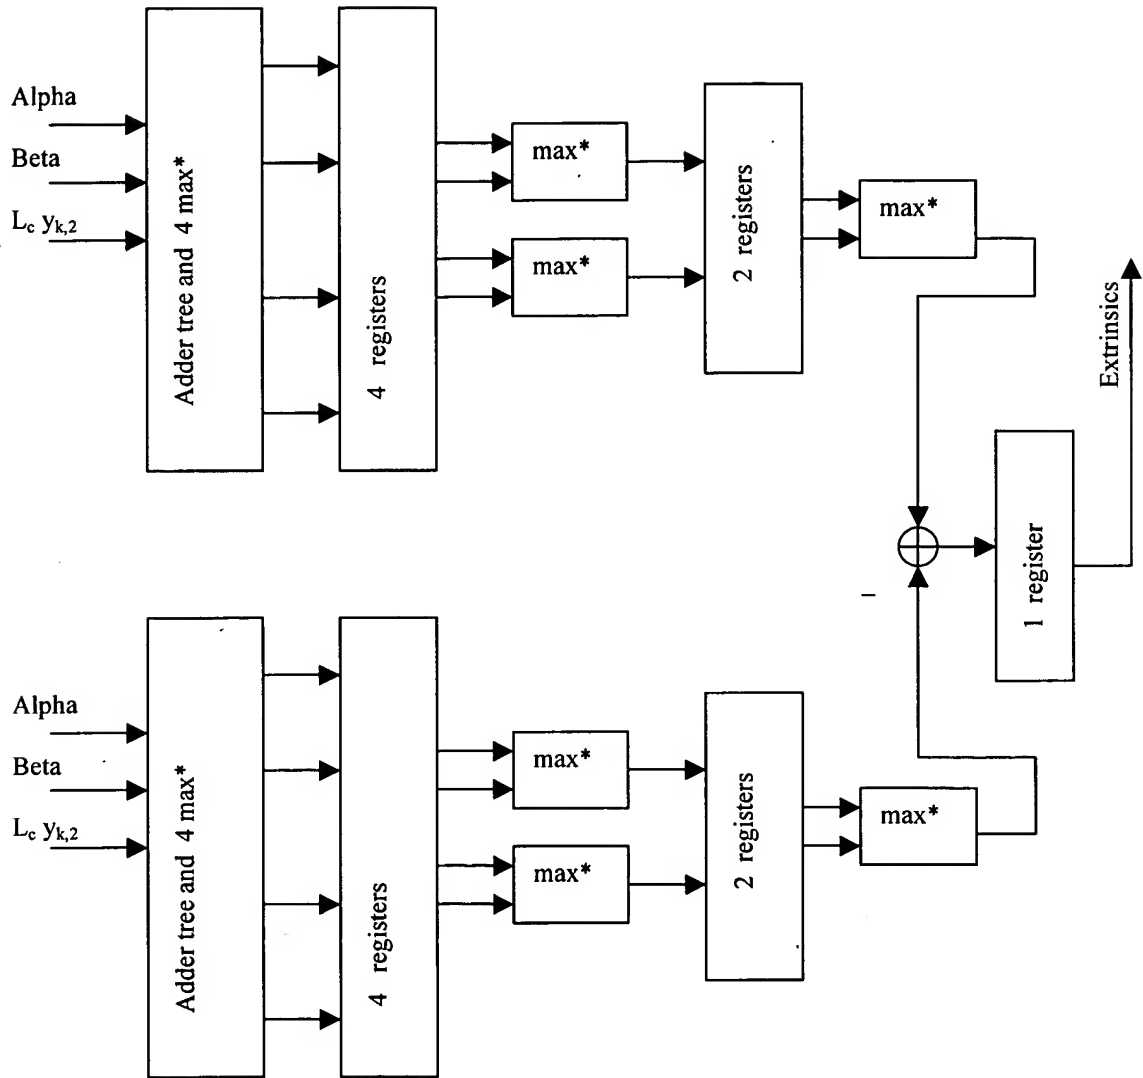 Alpha
Beta
L_c y_{k,2}
Adder tree and 4 max*
4 registers
max*
max*
2 registers
max*
Extrinsics
1 register
–
Alpha
Beta
L_c y_{k,2}
Adder tree and 4 max*
4 registers
max*
max*
2 registers
max*